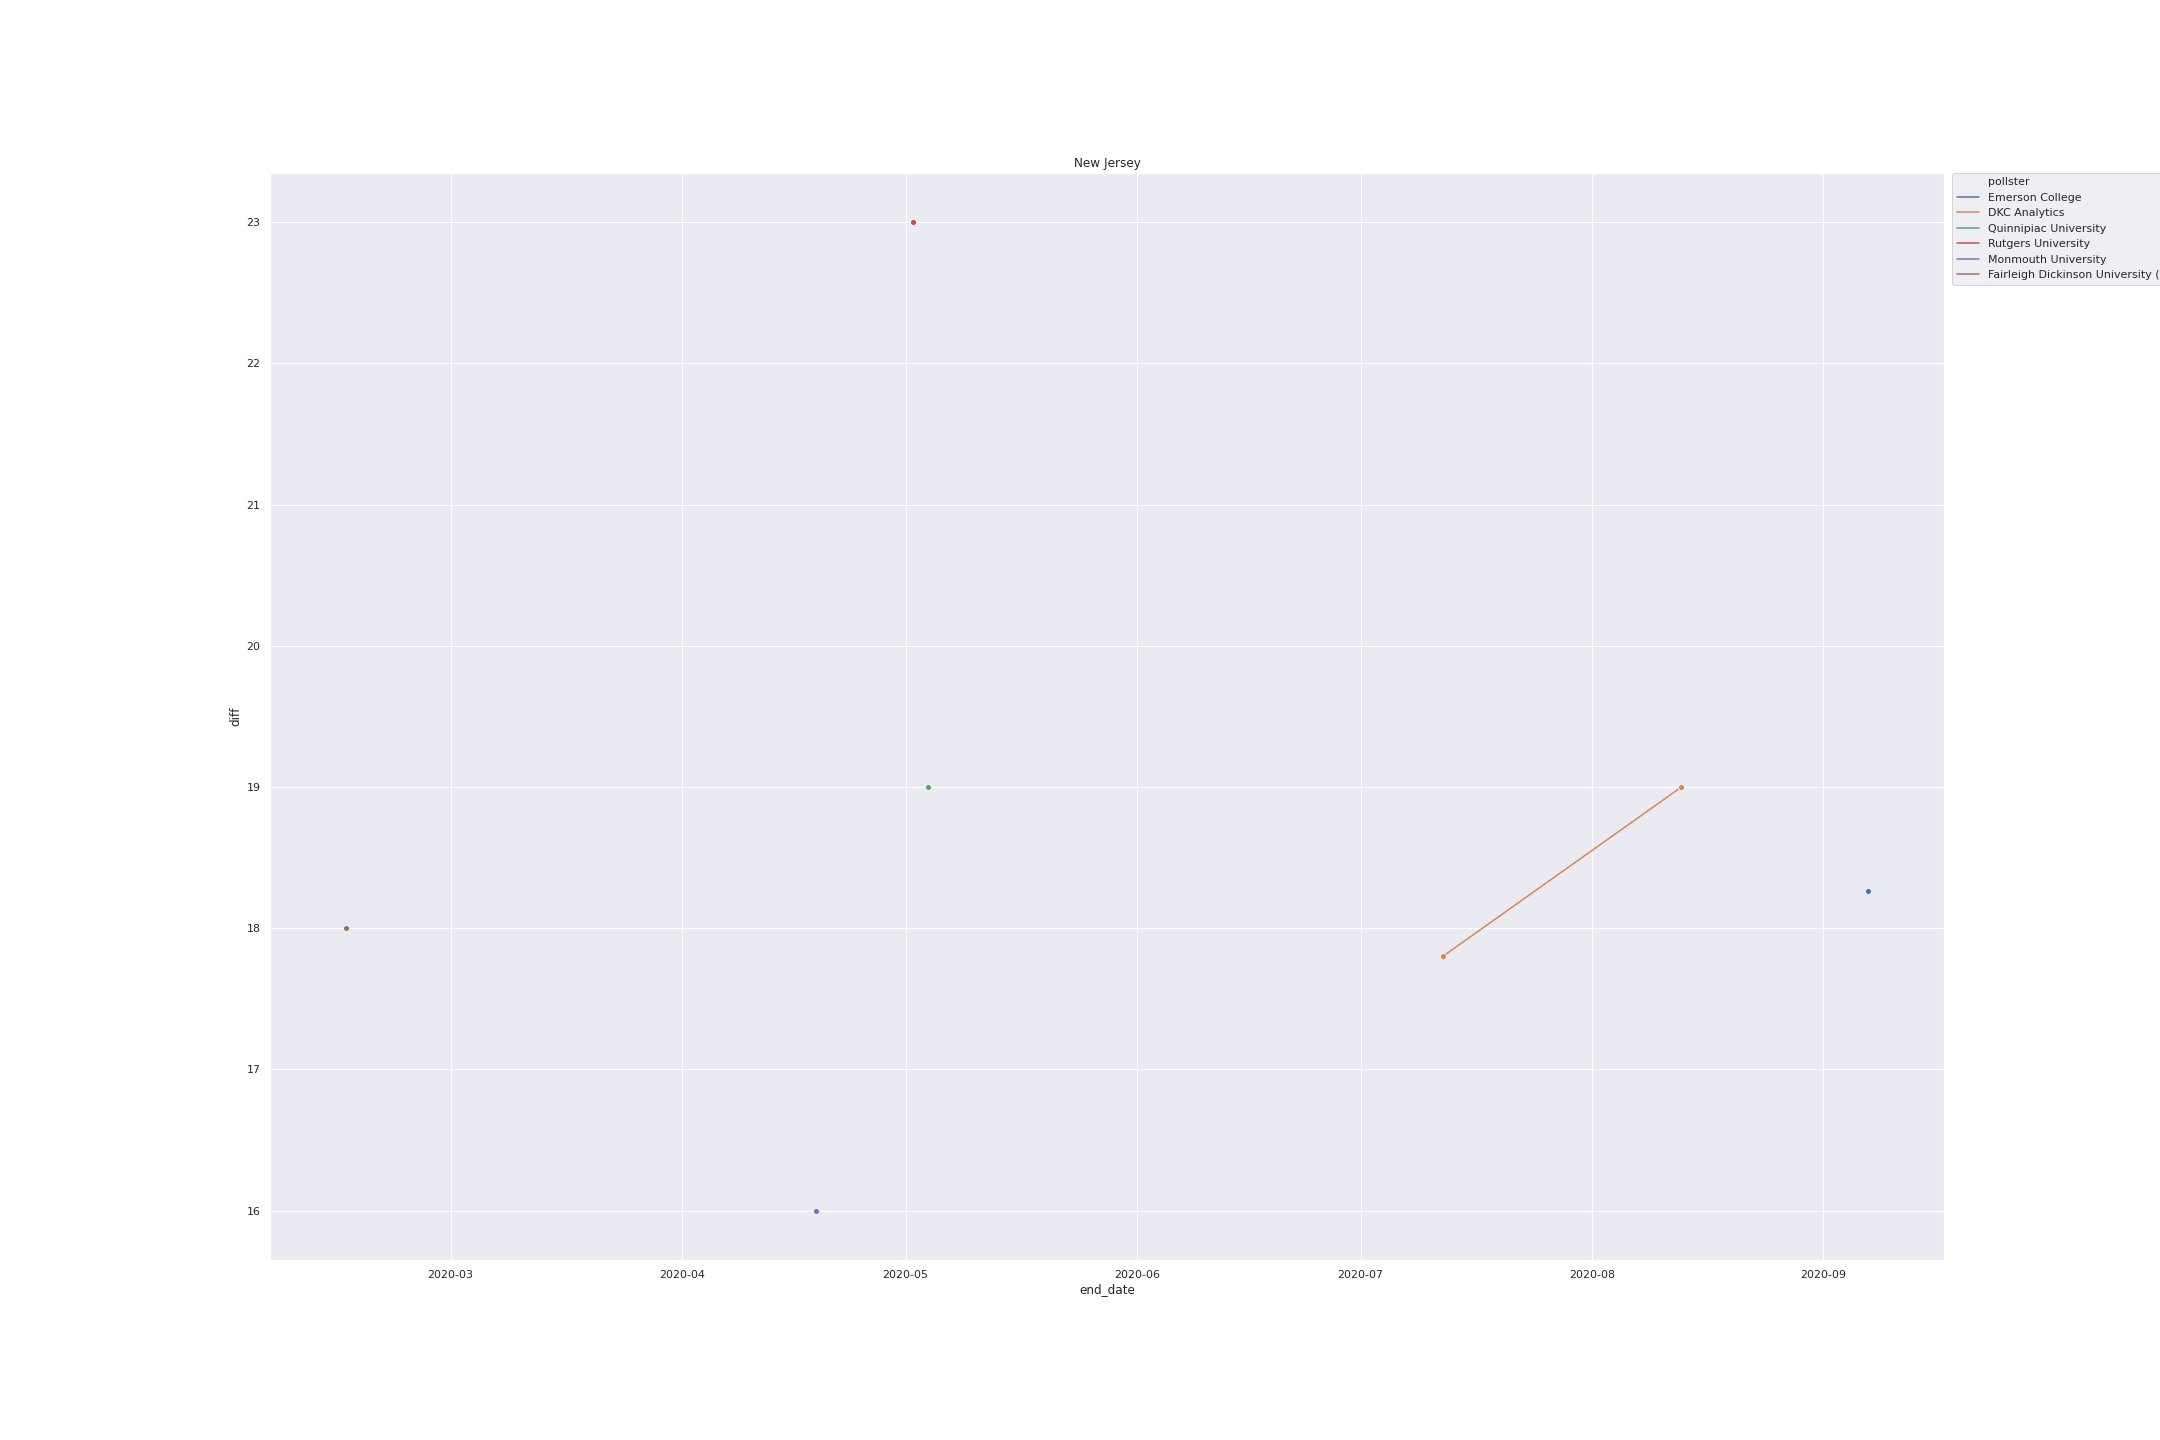 New Jersey
pollster
Emerson College
DKC Analytics
Quinnipiac University
Rutgers University
Monmouth University
Fairleigh Dickinson University (
23
22
21
20
19
18
17
16
diff
2020-03
2020-04
2020-05
2020-06
2020-07
2020-08
2020-09
end_date